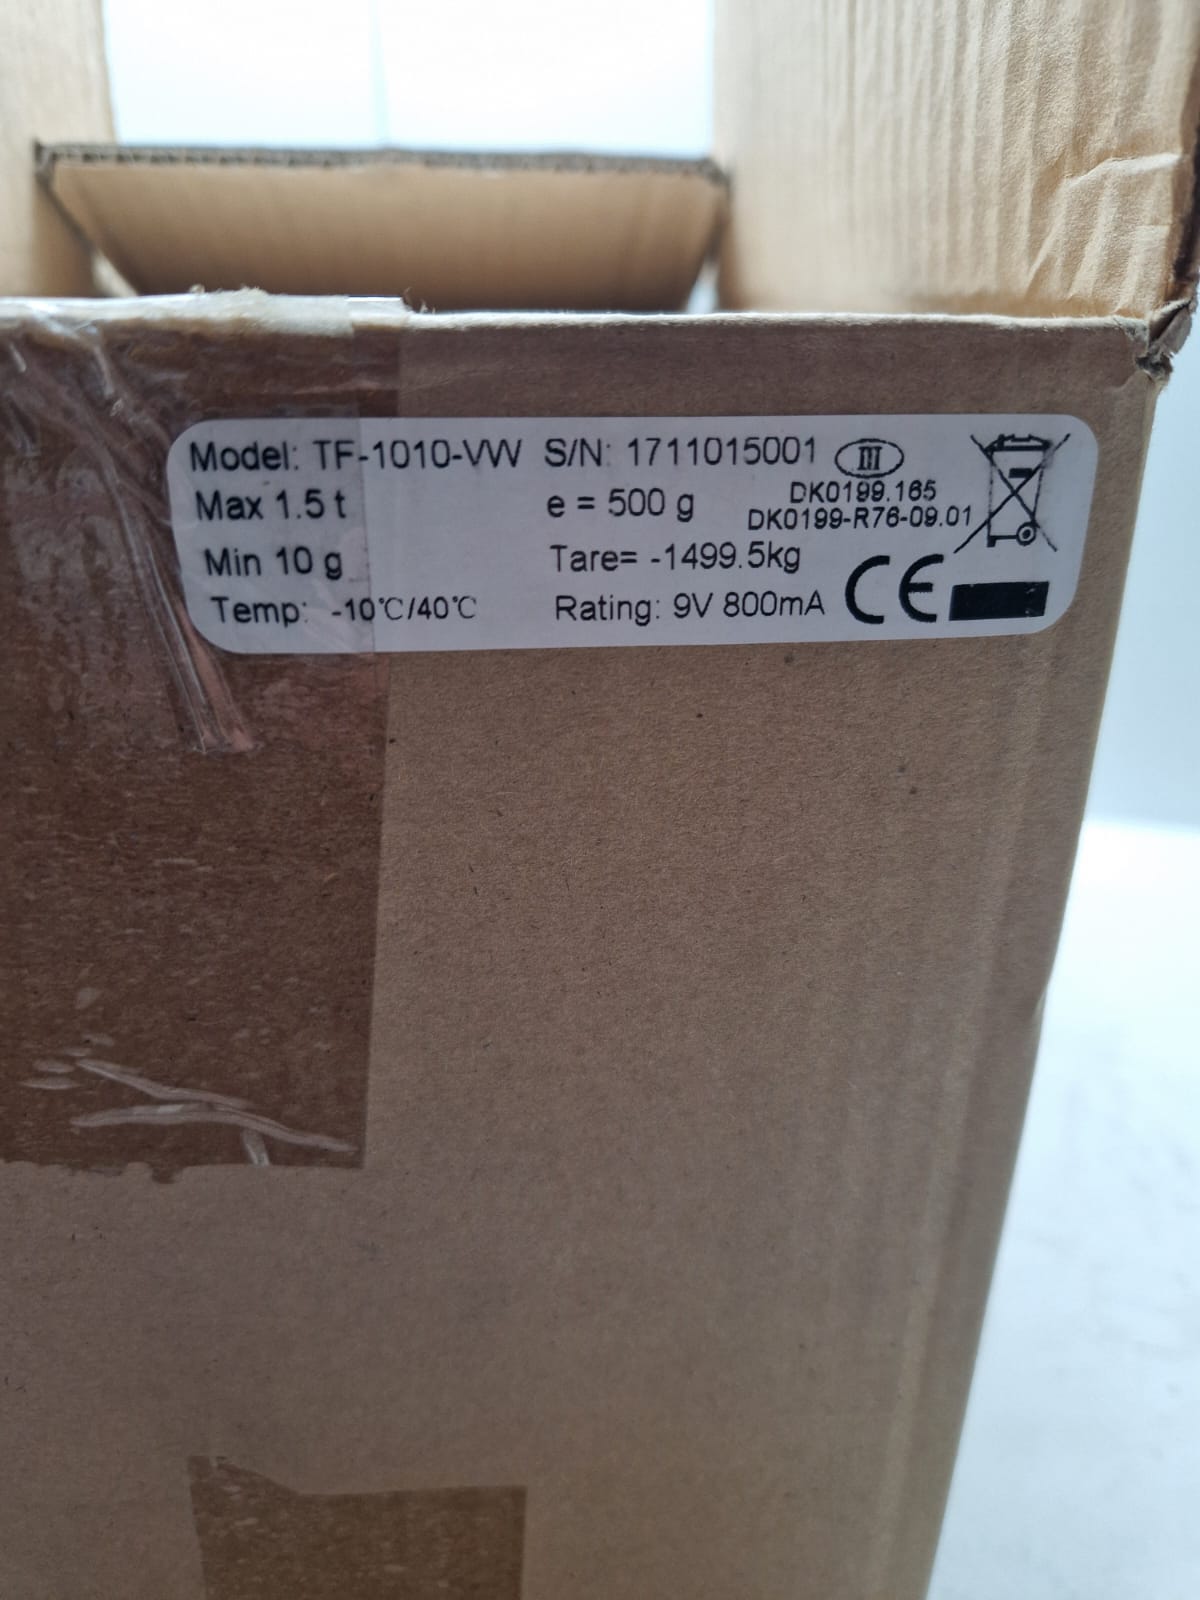 Model: TF-1010-VW S/N: 1711015001 III
Max 1.5 t e = 500 g DK0199.165
DK0199-R76-09.01
Min 10 g Tare= -1499.5kg
Temp: -10℃/40℃ Rating: 9V 800mA CE